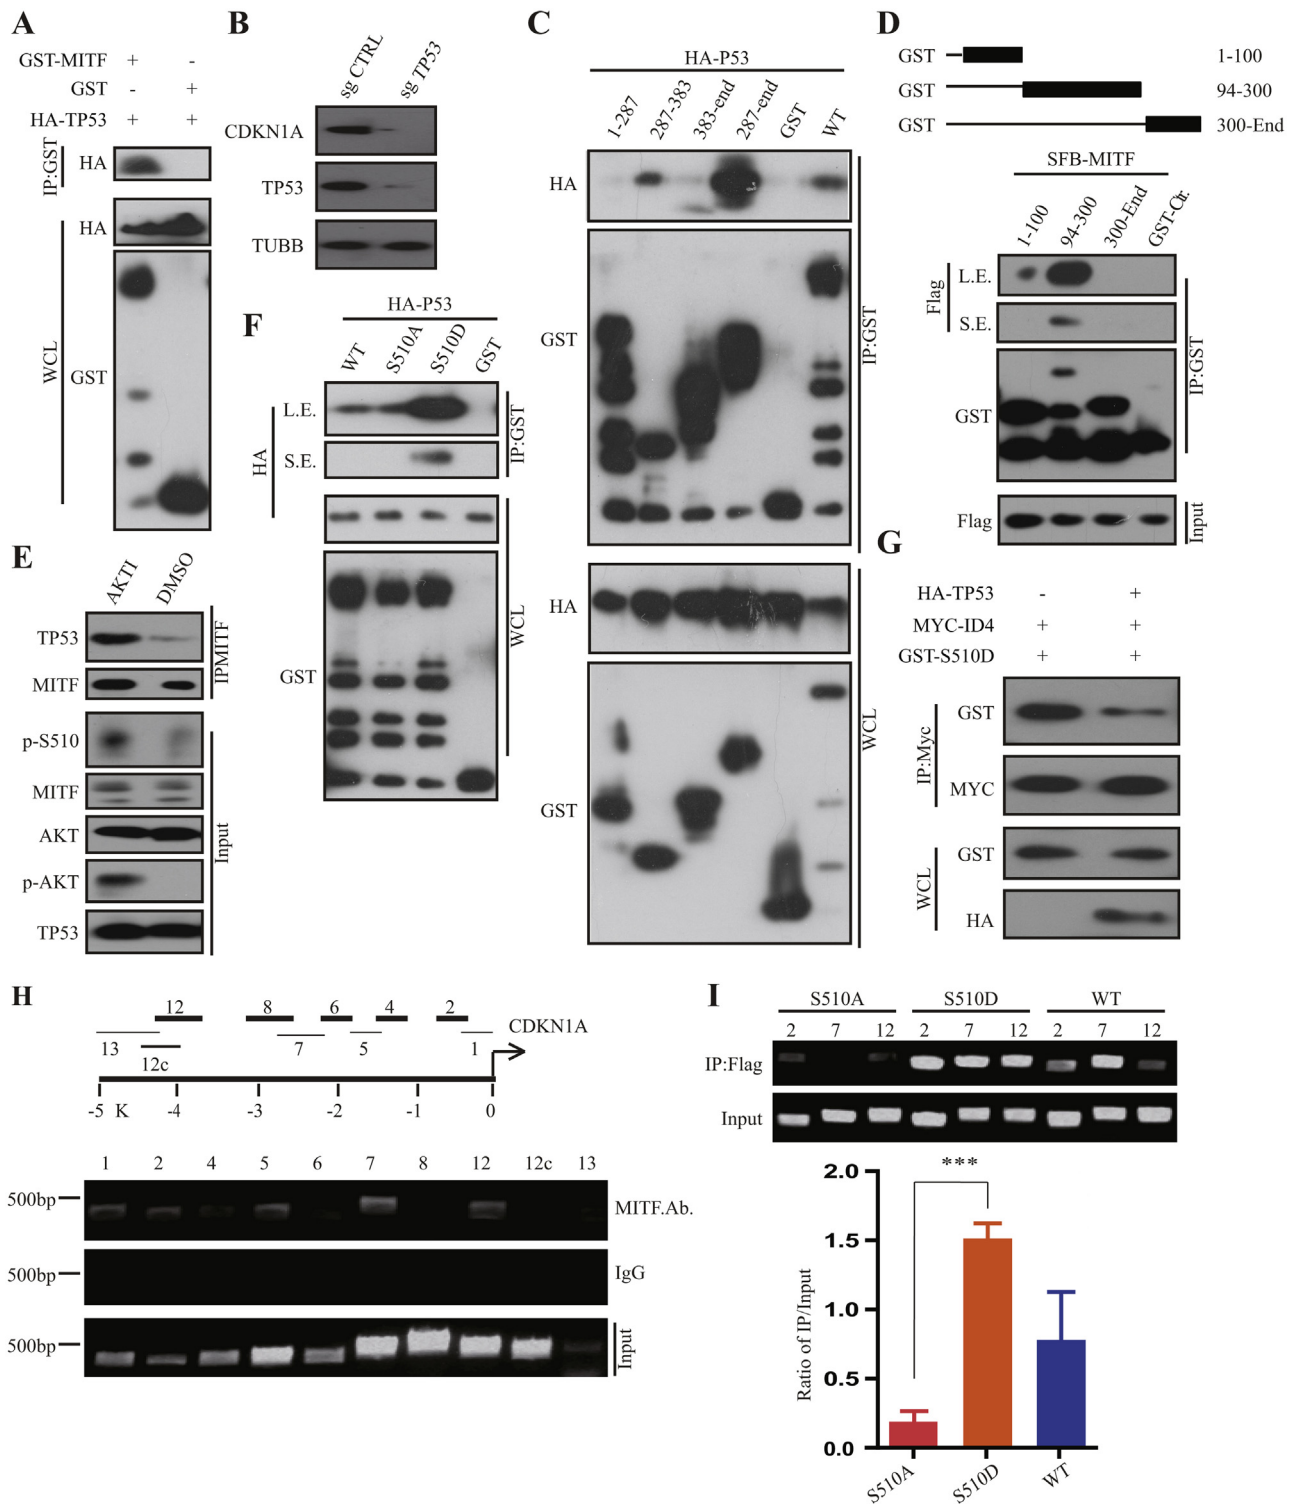 A
GST-MITF + -
GST - +
HA-TP53 + +
IP:GST
HA
HA
GST
WCL
B
sg CTRL
sg TP53
CDKN1A
TP53
TUBB
C
HA-P53
1-287
287-383
383-end
287-end
GST
WT
HA
GST
IP:GST
HA
GST
WCL
D
GST 1-100
GST 94-300
GST 300-End
SFB-MITF
1-100
94-300
300-End
GST-Ctr.
Flag
L.E.
S.E.
GST
IP:GST
Flag
Input
E
AKTI
DMSO
TP53
MITF
IPMITF
p-S510
MITF
AKT
p-AKT
TP53
Input
F
HA-P53
WT
S510A
S510D
GST
L.E.
S.E.
HA
IP:GST
GST
WCL
G
HA-TP53 - +
MYC-ID4 + +
GST-S510D + +
IP:Myc
GST
MYC
WCL
GST
HA
H
12 8 6 4 2
CDKN1A
13 7 5 1
12c
-5 K -4 -3 -2 -1 0
1 2 4 5 6 7 8 12 12c 13
500bp MITF.Ab.
500bp IgG
500bp Input
I
S510A S510D WT
2 7 12 2 7 12 2 7 12
IP:Flag
Input
***
2.0
1.5
1.0
0.5
0.0
Ratio of IP/Input
S510A
S510D
WT